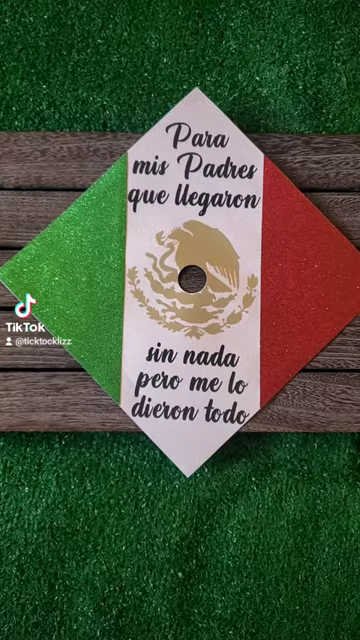 Para
mis Padres
que llegaron
sin nada
pero me lo
dieron todo
TikTok
@ticktocklizz